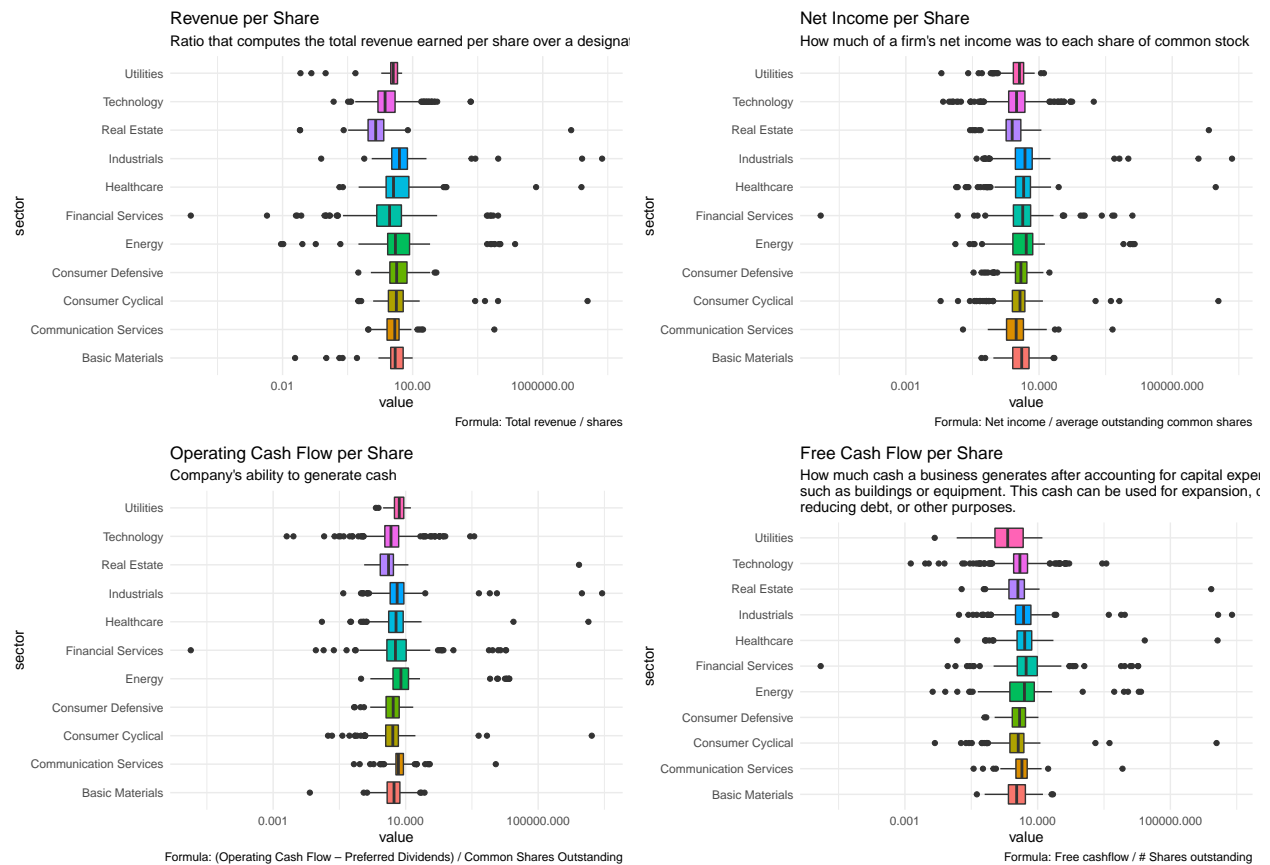 Revenue per Share
Ratio that computes the total revenue earned per share over a designat
Utilities
Technology
Real Estate
Industrials
Healthcare
Financial Services
Energy
Consumer Defensive
Consumer Cyclical
Communication Services
Basic Materials
sector
0.01
100.00
1000000.00
value
Formula: Total revenue / shares
Net Income per Share
How much of a firm's net income was to each share of common stock
Utilities
Technology
Real Estate
Industrials
Healthcare
Financial Services
Energy
Consumer Defensive
Consumer Cyclical
Communication Services
Basic Materials
sector
0.001
10.000
100000.000
value
Formula: Net income / average outstanding common shares
Operating Cash Flow per Share
Company's ability to generate cash
Utilities
Technology
Real Estate
Industrials
Healthcare
Financial Services
Energy
Consumer Defensive
Consumer Cyclical
Communication Services
Basic Materials
sector
0.001
10.000
100000.000
value
Formula: (Operating Cash Flow – Preferred Dividends) / Common Shares Outstanding
Free Cash Flow per Share
How much cash a business generates after accounting for capital exper
such as buildings or equipment. This cash can be used for expansion, c
reducing debt, or other purposes.
Utilities
Technology
Real Estate
Industrials
Healthcare
Financial Services
Energy
Consumer Defensive
Consumer Cyclical
Communication Services
Basic Materials
sector
0.001
10.000
100000.000
value
Formula: Free cashflow / # Shares outstanding